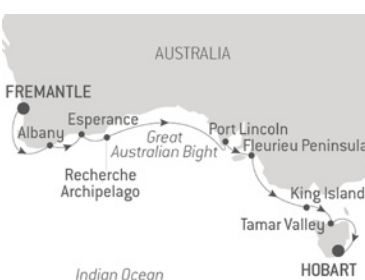 AUSTRALIA
FREMANTLE
Esperance
Albany
Great
Australian Bight
Port Lincoln
Fleurieu Peninsula
Recherche
Archipelago
King Island
Tamar Valley
HOBART
Indian Ocean